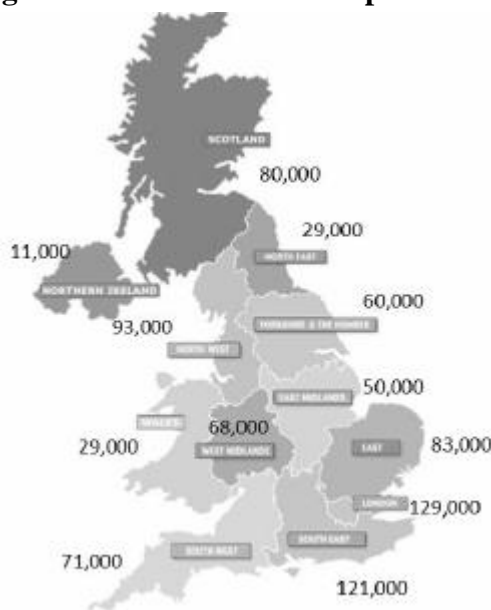 SCOTLAND
80,000
29,000
11,000
NORTH EAST
NORTHERN IRELAND
60,000
93,000
YORKSHIRE & THE HUMBER
NORTH WEST
50,000
EAST MIDLANDS
WALES
68,000
29,000
WEST MIDLANDS
EAST
83,000
LONDON
129,000
SOUTH EAST
SOUTH WEST
71,000
121,000